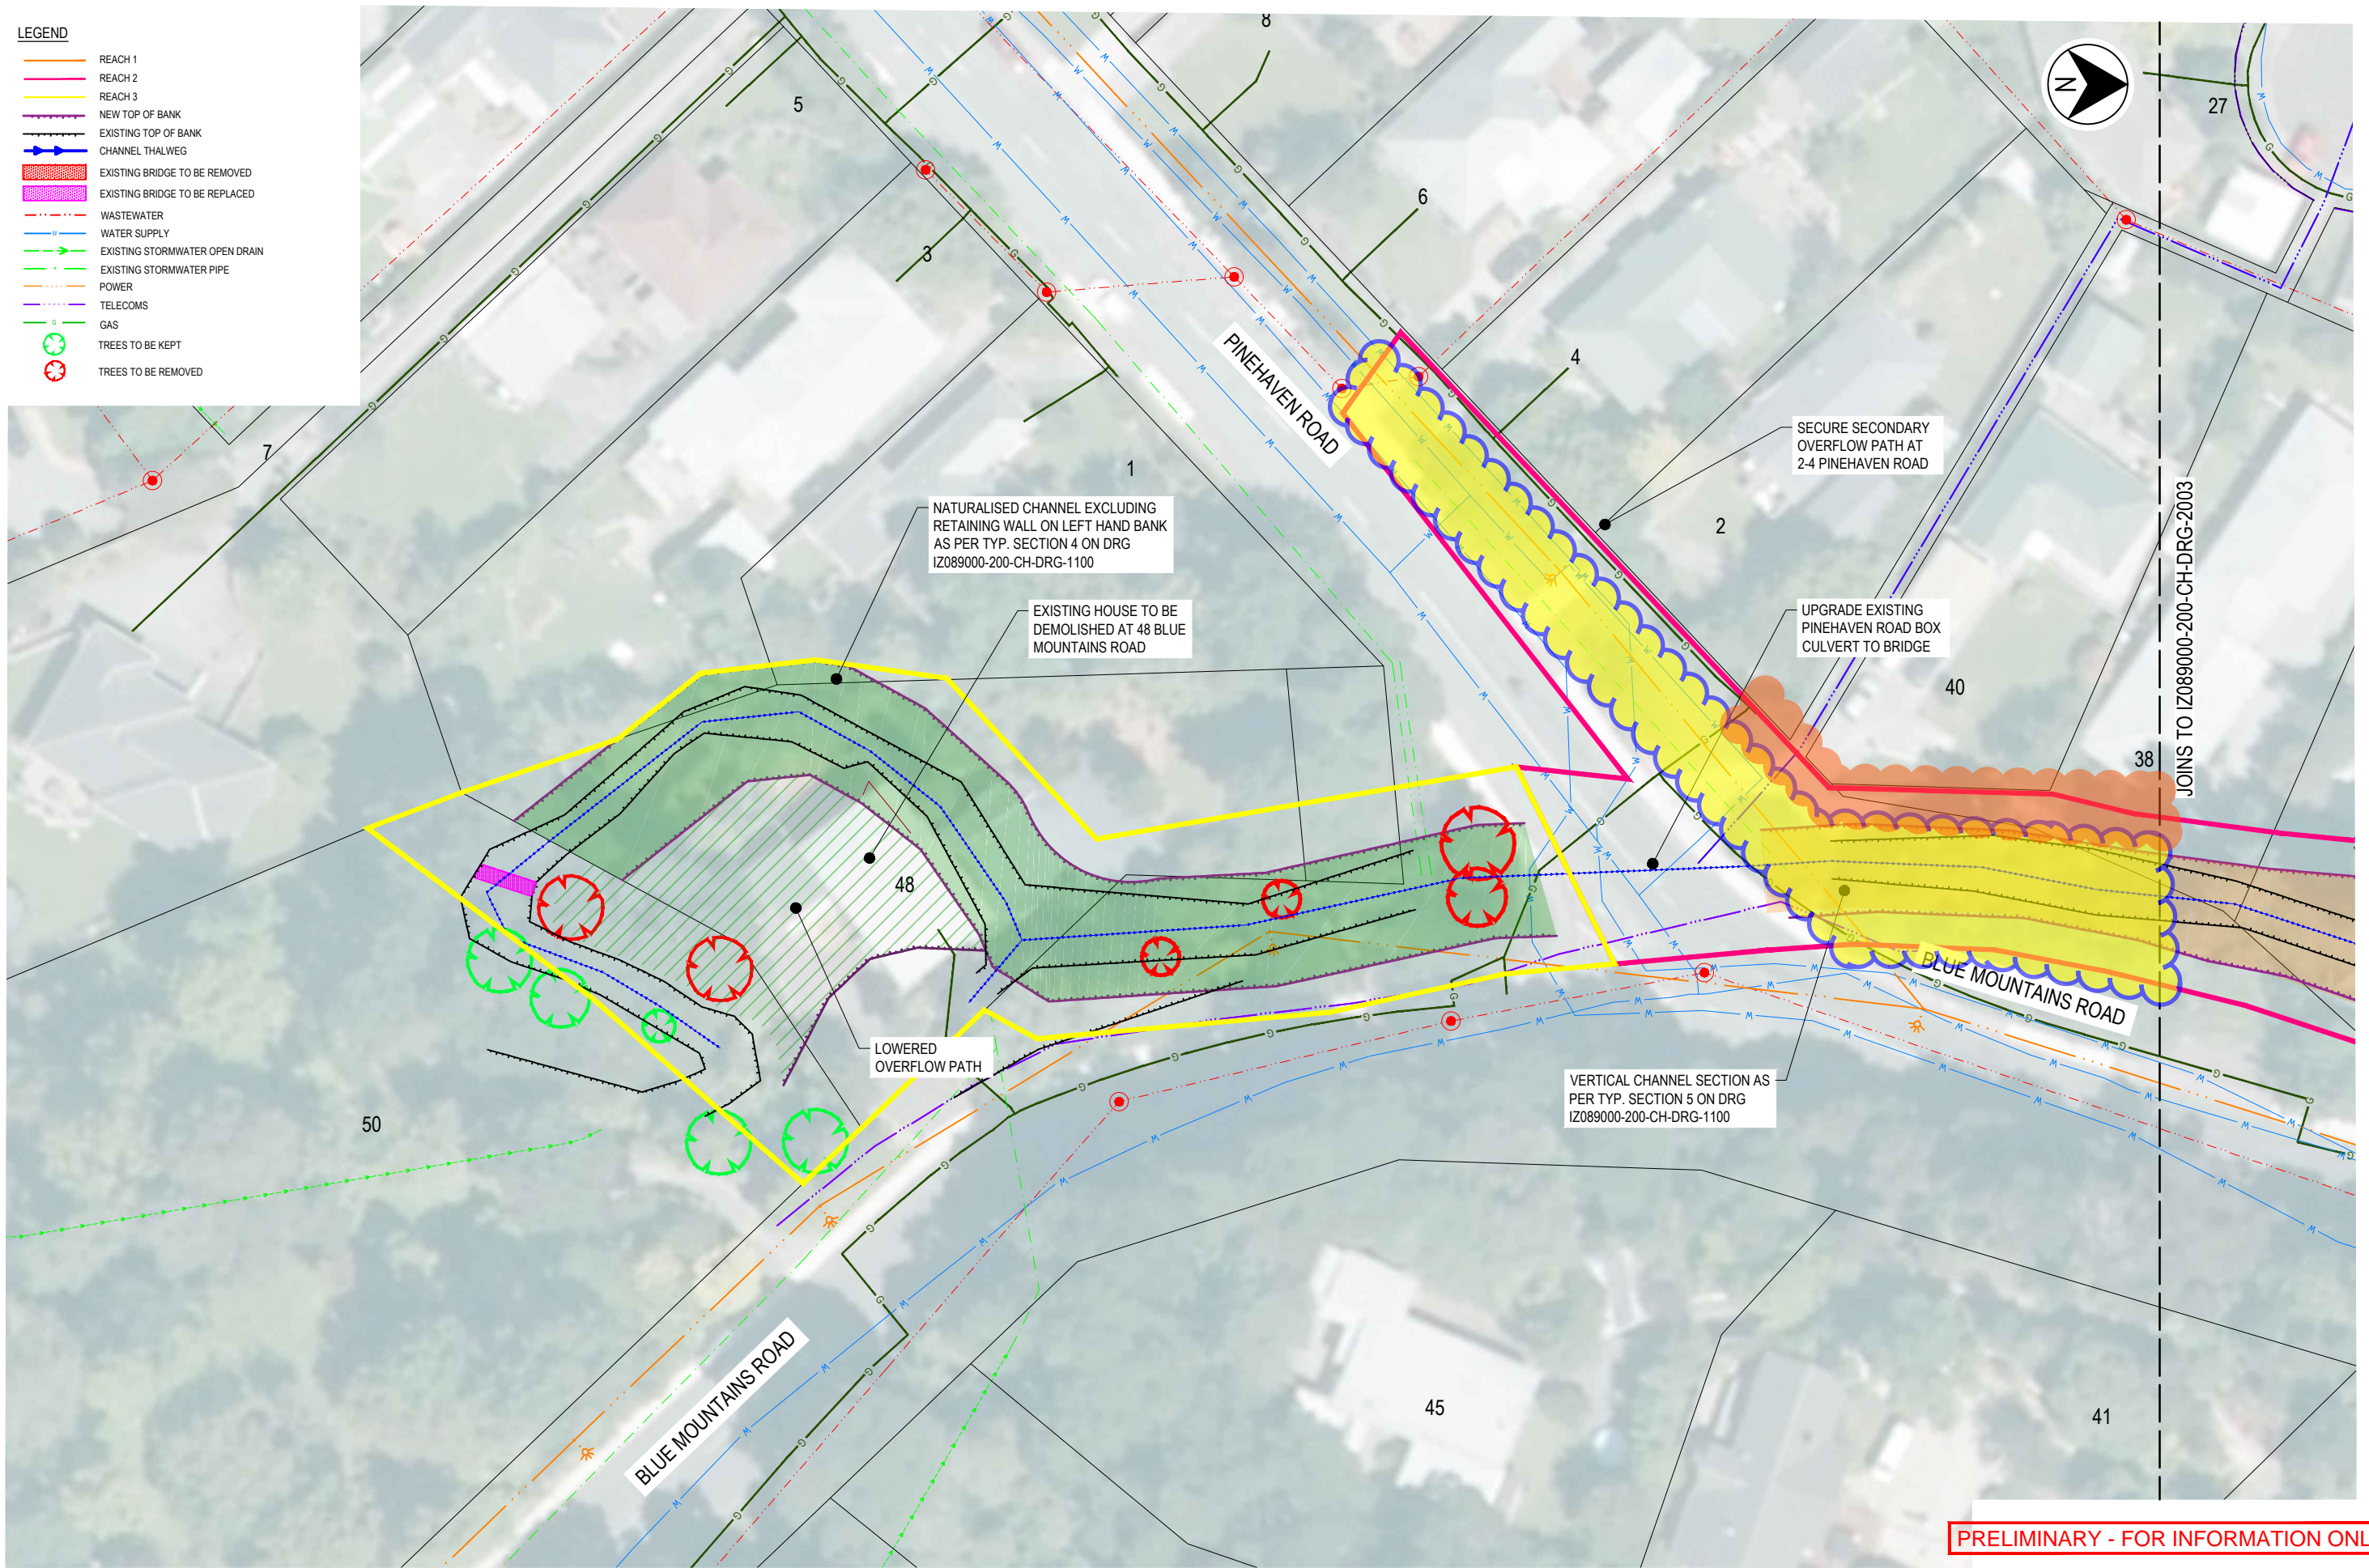 LEGEND
REACH 1
REACH 2
REACH 3
NEW TOP OF BANK
EXISTING TOP OF BANK
CHANNEL THALWEG
EXISTING BRIDGE TO BE REMOVED
EXISTING BRIDGE TO BE REPLACED
WASTEWATER
WATER SUPPLY
EXISTING STORMWATER OPEN DRAIN
EXISTING STORMWATER PIPE
POWER
TELECOMS
GAS
TREES TO BE KEPT
TREES TO BE REMOVED
8
N
27
5
6
3
4
PINEHAVEN ROAD
SECURE SECONDARY
OVERFLOW PATH AT
2-4 PINEHAVEN ROAD
7
1
2
JOINS TO IZ089000-200-CH-DRG-2003
NATURALISED CHANNEL EXCLUDING
RETAINING WALL ON LEFT HAND BANK
AS PER TYP. SECTION 4 ON DRG
IZ089000-200-CH-DRG-1100
EXISTING HOUSE TO BE
DEMOLISHED AT 48 BLUE
MOUNTAINS ROAD
UPGRADE EXISTING
PINEHAVEN ROAD BOX
CULVERT TO BRIDGE
40
38
48
BLUE MOUNTAINS ROAD
LOWERED
OVERFLOW PATH
VERTICAL CHANNEL SECTION AS
PER TYP. SECTION 5 ON DRG
IZ089000-200-CH-DRG-1100
50
BLUE MOUNTAINS ROAD
45
41
PRELIMINARY - FOR INFORMATION ONL